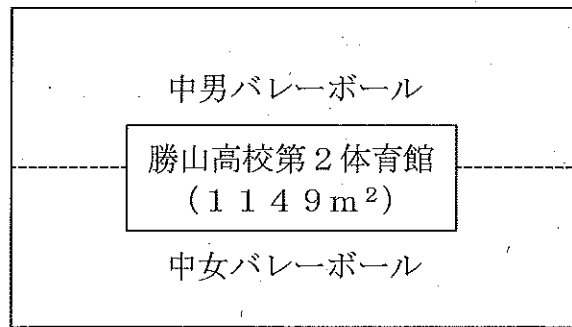 中男バレーボール
勝山高校第２体育館
（１１４９ｍ²）
中女バレーボール